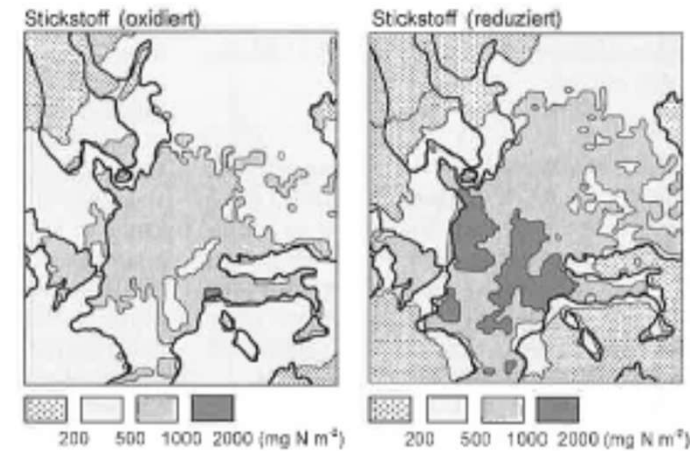 Stickstoff (oxidiert)
Stickstoff (reduziert)
200 500 1000 2000 (mg N m⁻²)
200 500 1000 2000 (mg N m⁻²)